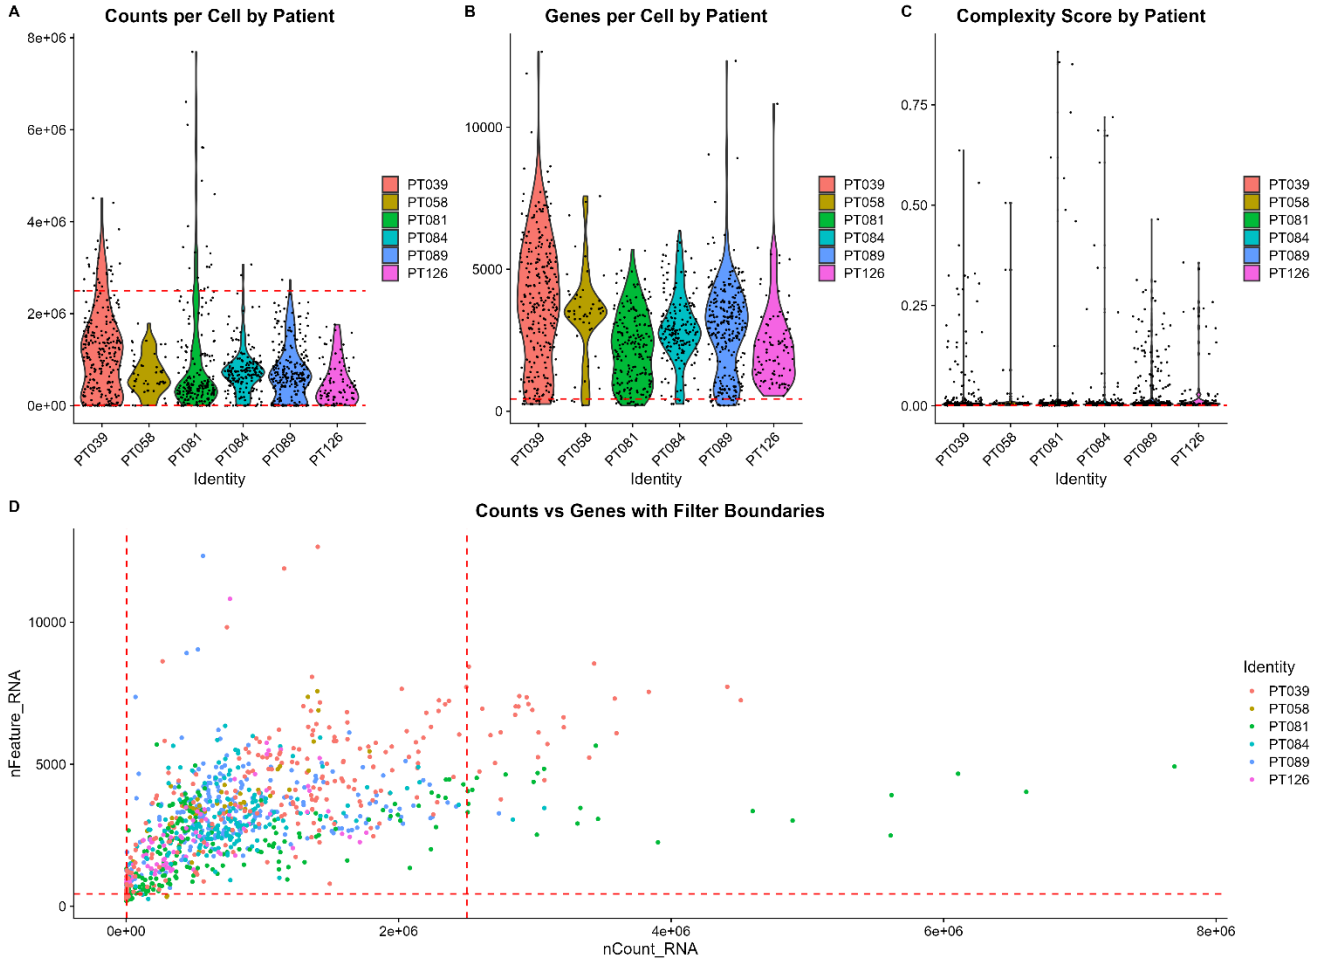 A
Counts per Cell by Patient
8e+06
6e+06
4e+06
2e+06
0e+00
PT039
PT058
PT081
PT084
PT089
PT126
Identity
PT039
PT058
PT081
PT084
PT089
PT126
B
Genes per Cell by Patient
10000
5000
0
PT039
PT058
PT081
PT084
PT089
PT126
Identity
PT039
PT058
PT081
PT084
PT089
PT126
C
Complexity Score by Patient
0.75
0.50
0.25
0.00
PT039
PT058
PT081
PT084
PT089
PT126
Identity
PT039
PT058
PT081
PT084
PT089
PT126
D
Counts vs Genes with Filter Boundaries
nFeature_RNA
10000
5000
0
0e+00
2e+06
4e+06
6e+06
8e+06
nCount_RNA
Identity
PT039
PT058
PT081
PT084
PT089
PT126